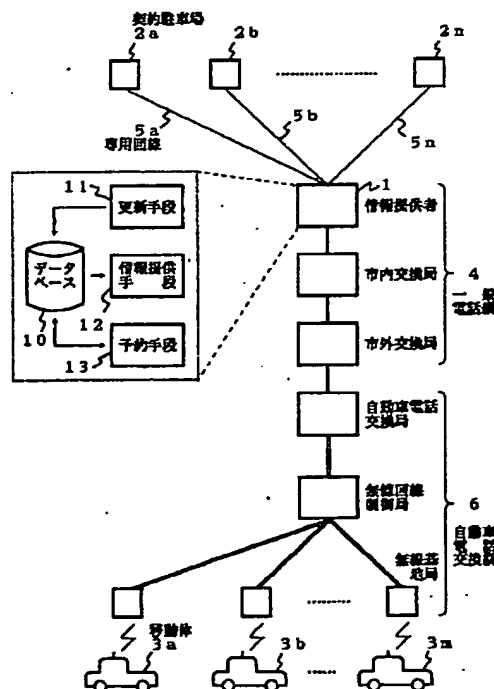 契約駐車場
2a
2b
2n
5a
専用回線
5b
5n
1
情報提供者
11
更新手段
データ
ベース
10
情報提供
手段
12
予約手段
13
市内交換局
市外交換局
4
一般
電話網
自動車電話
交換局
無線回線
制御局
6
自動車
電話
交換網
無線基
地局
移動体
3a
3b
3m